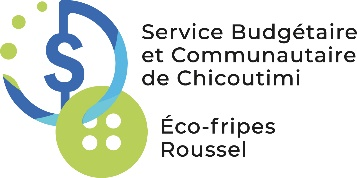 $
Service Budgétaire
et Communautaire
de Chicoutimi
Éco-fripes
Roussel